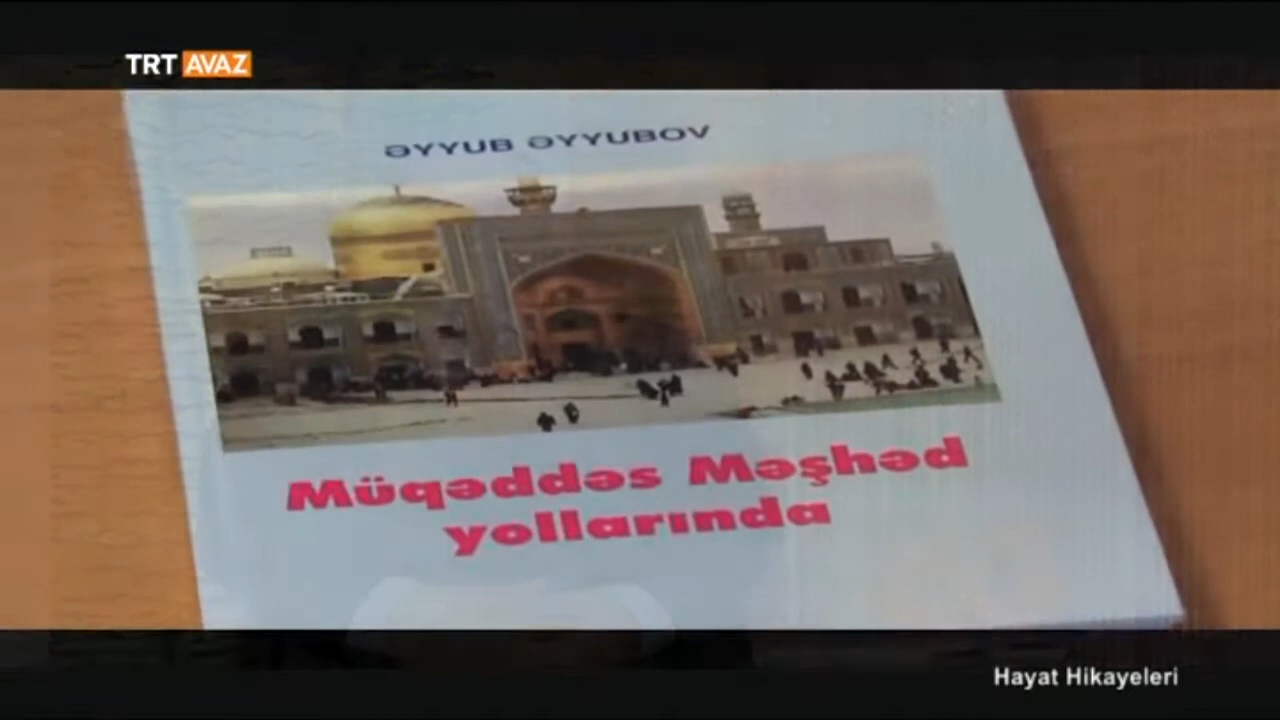 TRT AVAZ
ƏYYUB ƏYYUBOV
Müqəddəs Məşhəd
yollarında
Hayat Hikayeleri